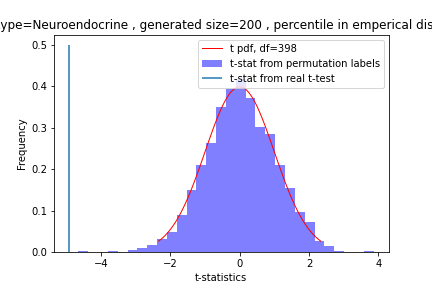 ype=Neuroendocrine , generated size=200 , percentile in emperical dis
t pdf, df=398
t-stat from permutation labels
t-stat from real t-test
Frequency
0.5
0.4
0.3
0.2
0.1
0.0
−4 −2 0 2 4
t-statistics